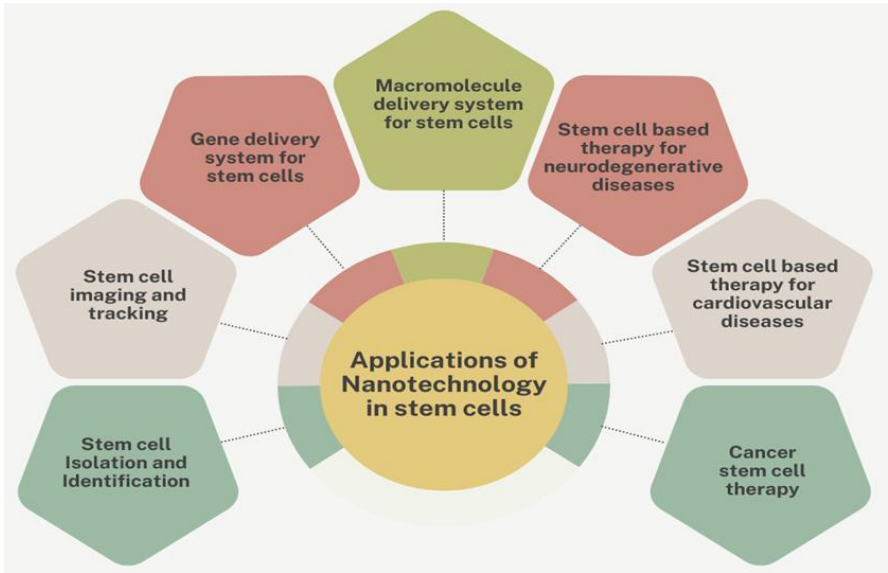 Macromolecule
delivery system
for stem cells
Gene delivery
system for
stem cells
Stem cell based
therapy for
neurodegenerative
diseases
Stem cell
imaging and
tracking
Stem cell based
therapy for
cardiovascular
diseases
Applications of
Nanotechnology
in stem cells
Stem cell
Isolation and
Identification
Cancer
stem cell
therapy